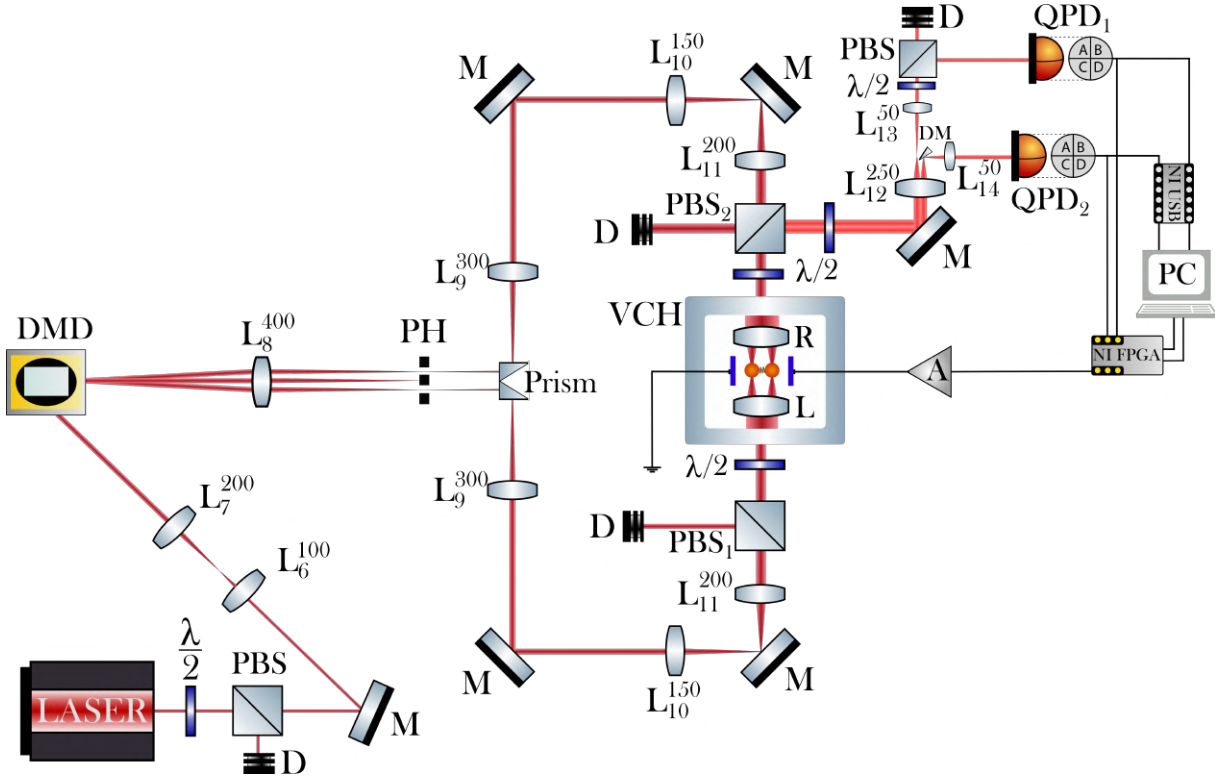 D
QPD₁
PBS
A B
C D
M
L₁₀¹⁵⁰
M
λ/2
L₁₃⁵⁰
DM
A B
C D
L₁₁²⁰⁰
L₁₂²⁵⁰
L₁₄⁵⁰
QPD₂
NI USB
PBS₂
D
M
L₉³⁰⁰
λ/2
PC
DMD
L₈⁴⁰⁰
PH
VCH
R
NI FPGA
Prism
A
L
L₉³⁰⁰
λ/2
L₇²⁰⁰
D
PBS₁
L₆¹⁰⁰
L₁₁²⁰⁰
λ/2
PBS
M
M
L₁₀¹⁵⁰
LASER
M
D